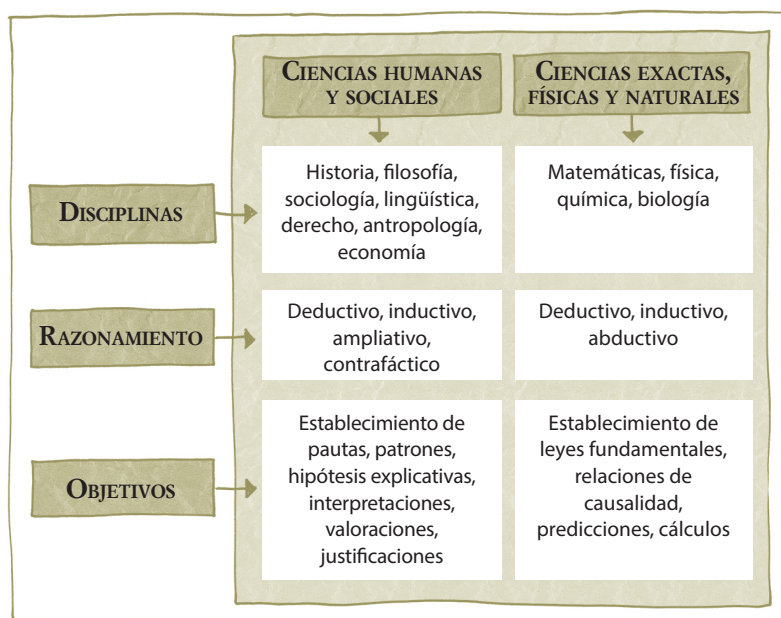 CIENCIAS HUMANAS
Y SOCIALES
CIENCIAS EXACTAS,
FÍSICAS Y NATURALES
DISCIPLINAS
Historia, filosofía,
sociología, lingüística,
derecho, antropología,
economía
Matemáticas, física,
química, biología
RAZONAMIENTO
Deductivo, inductivo,
ampliativo,
contrafáctico
Deductivo, inductivo,
abductivo
OBJETIVOS
Establecimiento de
pautas, patrones,
hipótesis explicativas,
interpretaciones,
valoraciones,
justificaciones
Establecimiento de
leyes fundamentales,
relaciones de
causalidad,
predicciones, cálculos